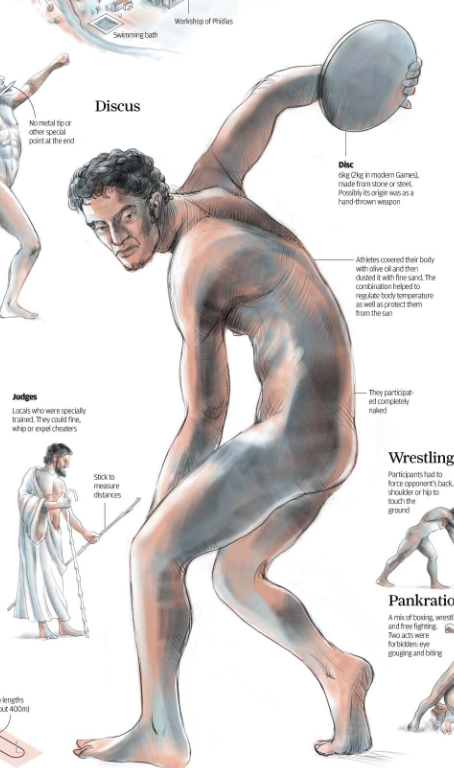 Workshop of Phidias
Swimming bath
Discus
No metal tip or
other special
point at the end
Disc
6kg (2kg in modern Games),
made from stone or steel.
Possibly its origin was as a
hand-thrown weapon
Athletes covered their body
with olive oil and then
dusted it with fine sand. The
combination helped to
regulate body temperature
as well as protect them
from the sun
They participat-
ed completely
naked
Judges
Locals who were specially
trained. They could fine,
whip or expel cheaters
Stick to
measure
distances
Wrestling
Participants had to
force opponent's back,
shoulder or hip to
touch the
ground
Pankratio
A mix of boxing, wrestl
and free fighting.
Two acts were
forbidden: eye
gouging and biting
lengths
out 400m)